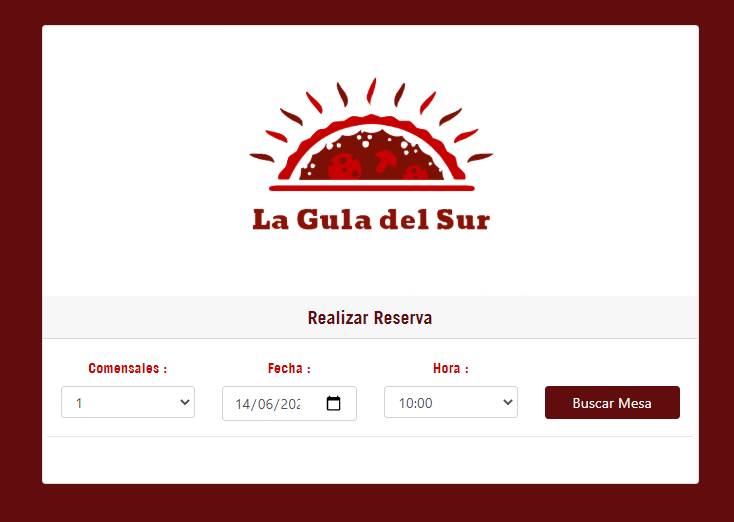 La Gula del Sur
Realizar Reserva
Comensales : Fecha : Hora :
1 14/06/202 10:00 Buscar Mesa